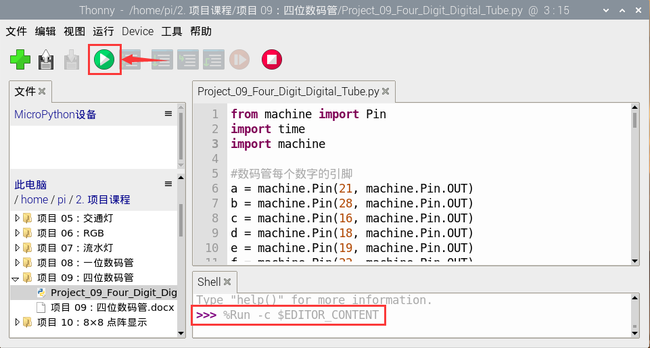 Thonny - /home/pi/2. 项目课程/项目 09：四位数码管/Project_09_Four_Digit_Digital_Tube.py @ 3 : 15
文件 编辑 视图 运行 Device 工具 帮助
文件
MicroPython设备
此电脑
/ home / pi / 2. 项目课程
项目 05：交通灯
项目 06：RGB
项目 07：流水灯
项目 08：一位数码管
项目 09：四位数码管
Project_09_Four_Digit_Dig
项目 09：四位数码管.docx
项目 10：8×8 点阵显示
Project_09_Four_Digit_Digital_Tube.py
1 from machine import Pin
2 import time
3 import machine
4
5 #数码管每个数字的引脚
6 a = machine.Pin(21, machine.Pin.OUT)
7 b = machine.Pin(28, machine.Pin.OUT)
8 c = machine.Pin(16, machine.Pin.OUT)
9 d = machine.Pin(18, machine.Pin.OUT)
10 e = machine.Pin(19, machine.Pin.OUT)
11 f = machine.Pin(22, machine.Pin.OUT)
Shell
Type "help()" for more information.
>>> %Run -c $EDITOR_CONTENT